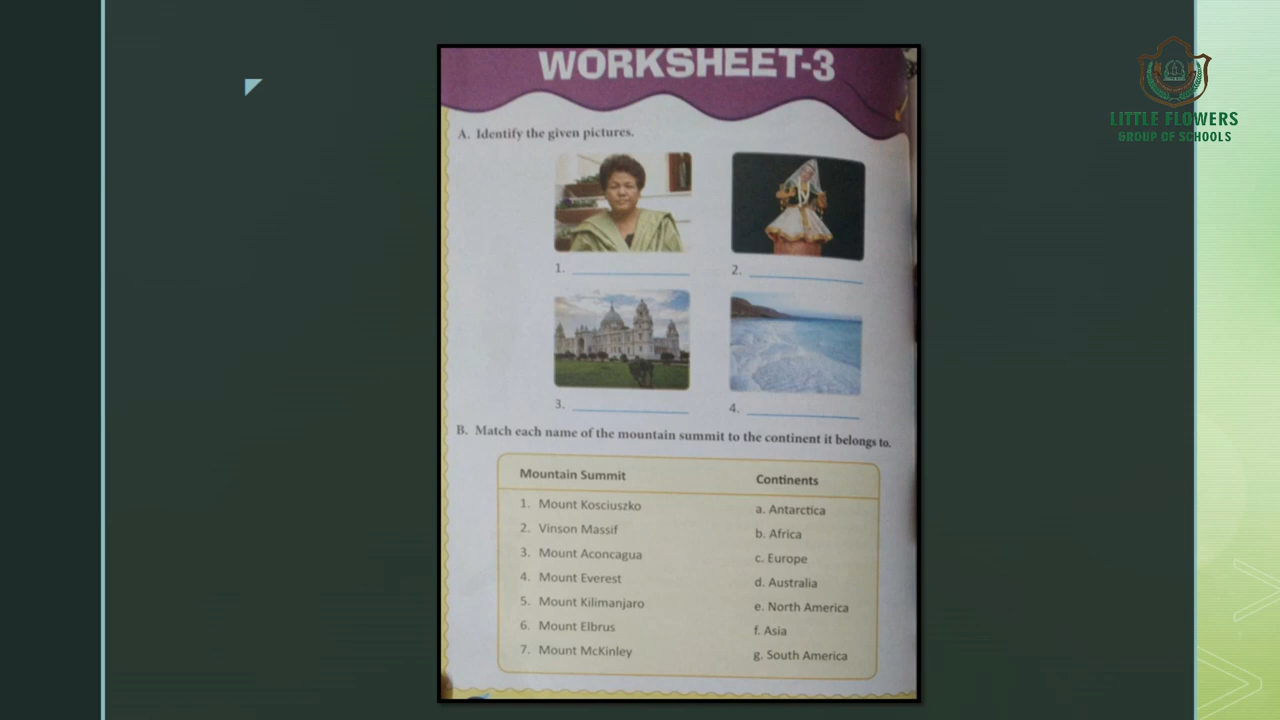 WORKSHEET-3
LITTLE FLOWERS
GROUP OF SCHOOLS
A. Identify the given pictures.
1.
2.
3.
4.
B. Match each name of the mountain summit to the continent it belongs to.
Mountain Summit
Continents
1. Mount Kosciuszko
a. Antarctica
2. Vinson Massif
b. Africa
3. Mount Aconcagua
c. Europe
4. Mount Everest
d. Australia
5. Mount Kilimanjaro
e. North America
6. Mount Elbrus
f. Asia
7. Mount McKinley
g. South America